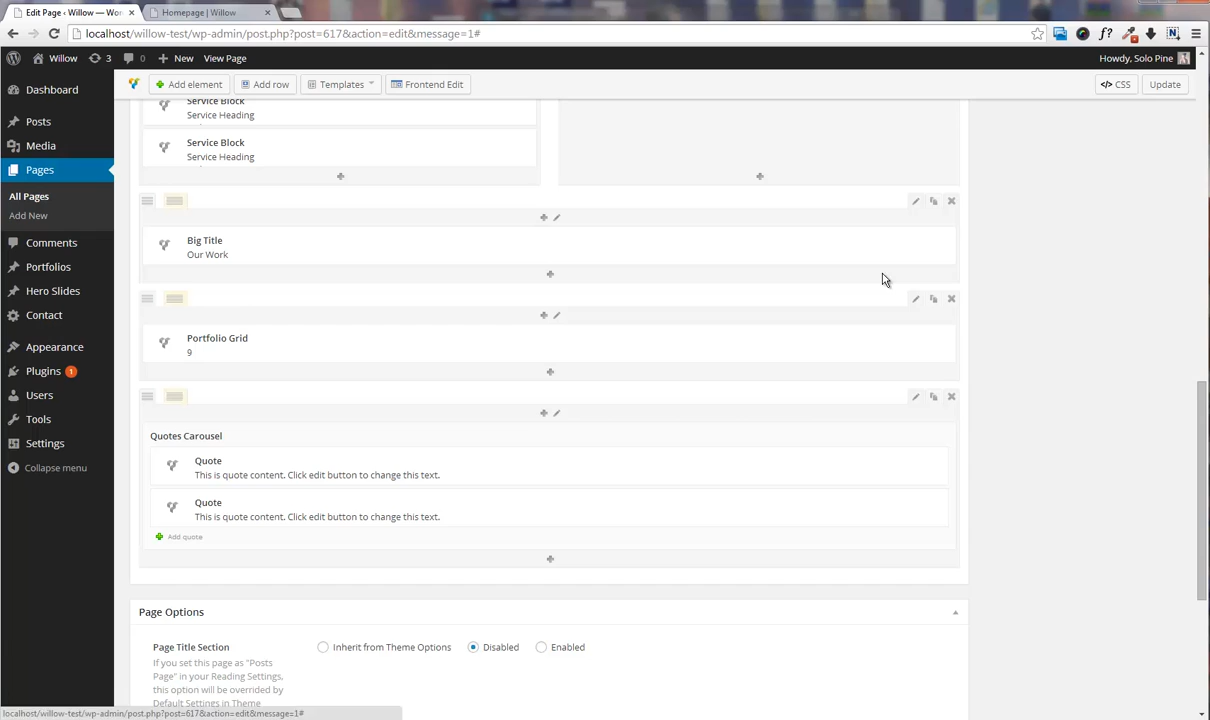 Edit Page ‹ Willow — Wor
Homepage | Willow
localhost/willow-test/wp-admin/post.php?post=617&action=edit&message=1#
Willow 3 0 New View Page Howdy, Solo Pine
Add element Add row Templates Frontend Edit </> CSS Update
Dashboard
Posts
Media
Pages
All Pages
Add New
Comments
Portfolios
Hero Slides
Contact
Appearance
Plugins 1
Users
Tools
Settings
Collapse menu
Service Block
Service Heading
Service Block
Service Heading
Big Title
Our Work
Portfolio Grid
9
Quotes Carousel
Quote
This is quote content. Click edit button to change this text.
Quote
This is quote content. Click edit button to change this text.
Add quote
Page Options
Page Title Section Inherit from Theme Options Disabled Enabled
If you set this page as "Posts
Page" in your Reading Settings,
this option will be overrided by
Default Settings in Theme
localhost/willow-test/wp-admin/post.php?post=617&action=edit&message=1#